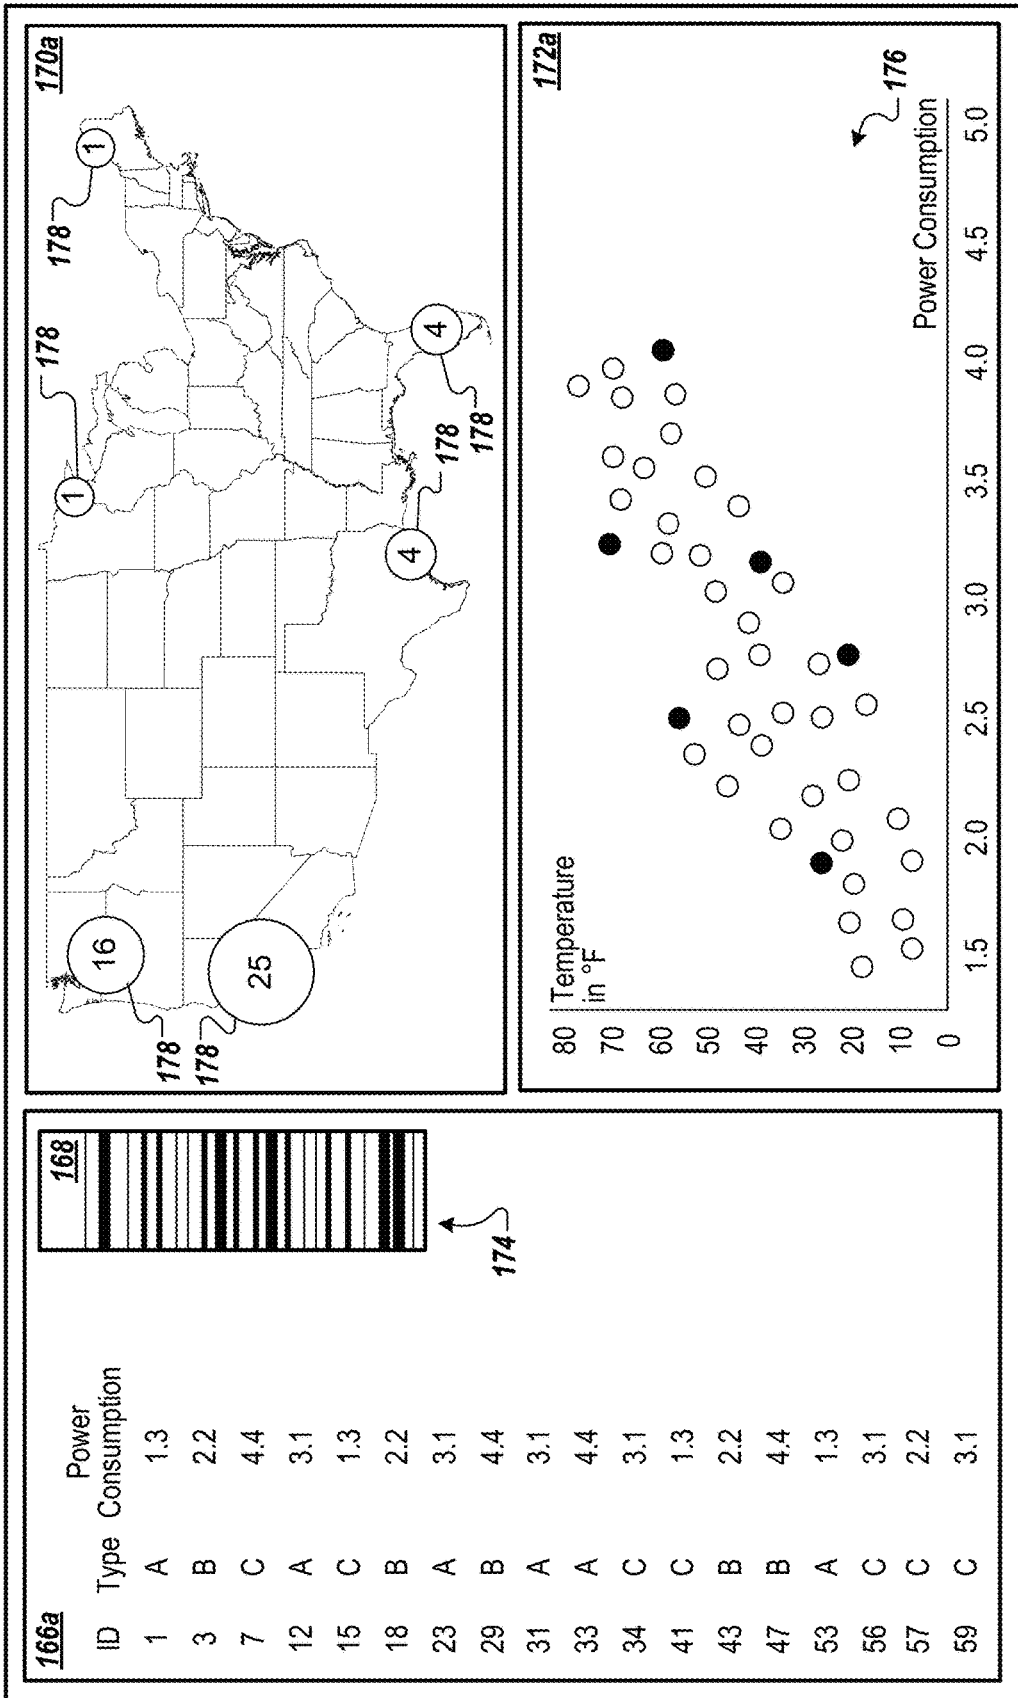 166a
Power
ID Type Consumption
1 A 1.3
3 B 2.2
7 C 4.4
12 A 3.1
15 C 1.3
18 B 2.2
23 A 3.1
29 B 4.4
31 A 3.1
33 A 4.4
34 C 3.1
41 C 1.3
43 B 2.2
47 B 4.4
53 A 1.3
56 C 3.1
57 C 2.2
59 C 3.1
168
174
170a
178
178
1
1
16
178
178
25
4
4
178
178
172a
Temperature
in °F
80
70
60
50
40
30
20
10
0
176
Power Consumption
1.5 2.0 2.5 3.0 3.5 4.0 4.5 5.0